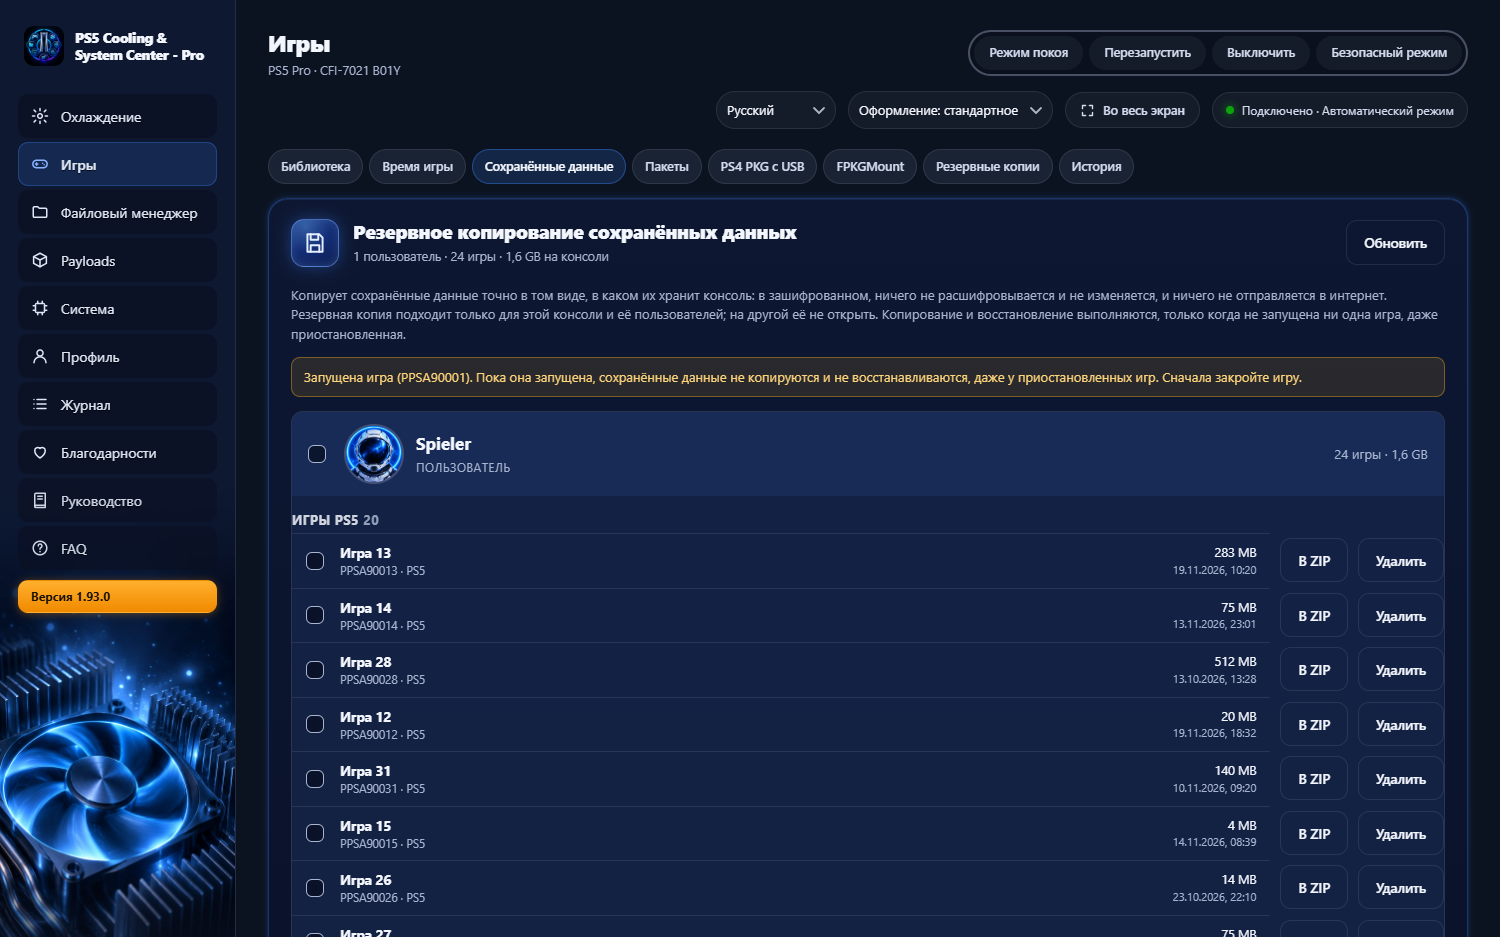 PS5 Cooling &
System Center - Pro
Охлаждение
Игры
Файловый менеджер
Payloads
Система
Профиль
Журнал
Благодарности
Руководство
FAQ
Версия 1.93.0
Игры
PS5 Pro · CFI-7021 B01Y
Режим покоя
Перезапустить
Выключить
Безопасный режим
Русский
Оформление: стандартное
Во весь экран
Подключено · Автоматический режим
Библиотека
Время игры
Сохранённые данные
Пакеты
PS4 PKG с USB
FPKGMount
Резервные копии
История
Резервное копирование сохранённых данных
1 пользователь · 24 игры · 1,6 GB на консоли
Обновить
Копирует сохранённые данные точно в том виде, в каком их хранит консоль: в зашифрованном, ничего не расшифровывается и не изменяется, и ничего не отправляется в интернет.
Резервная копия подходит только для этой консоли и её пользователей; на другой её не открыть. Копирование и восстановление выполняются, только когда не запущена ни одна игра, даже
приостановленная.
Запущена игра (PPSA90001). Пока она запущена, сохранённые данные не копируются и не восстанавливаются, даже у приостановленных игр. Сначала закройте игру.
Spieler
ПОЛЬЗОВАТЕЛЬ
24 игры · 1,6 GB
ИГРЫ PS5 20
Игра 13
PPSA90013 · PS5
283 MB
19.11.2026, 10:20
В ZIP
Удалить
Игра 14
PPSA90014 · PS5
75 MB
13.11.2026, 23:01
В ZIP
Удалить
Игра 28
PPSA90028 · PS5
512 MB
13.10.2026, 13:28
В ZIP
Удалить
Игра 12
PPSA90012 · PS5
20 MB
19.11.2026, 18:32
В ZIP
Удалить
Игра 31
PPSA90031 · PS5
140 MB
10.11.2026, 09:20
В ZIP
Удалить
Игра 15
PPSA90015 · PS5
4 MB
14.11.2026, 08:39
В ZIP
Удалить
Игра 26
PPSA90026 · PS5
14 MB
23.10.2026, 22:10
В ZIP
Удалить
Игра 27
75 MB